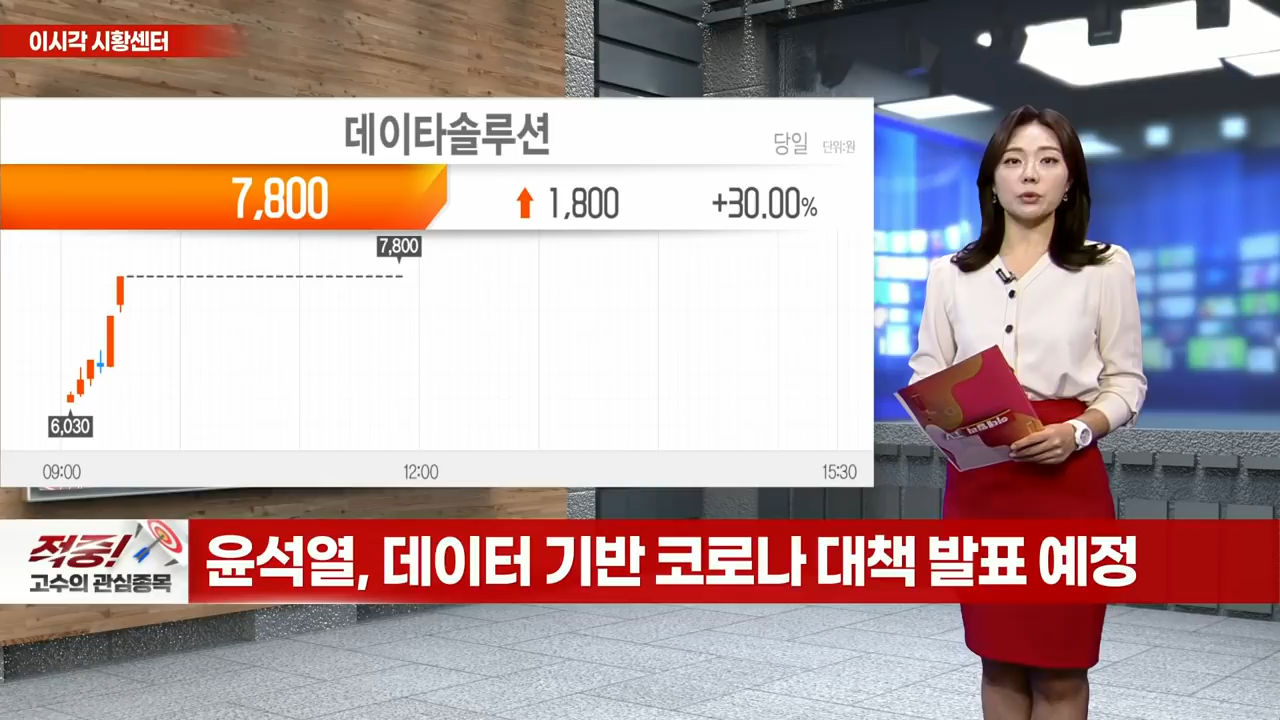 이시각 시황센터
데이타솔루션
당일 단위:원
7,800 1,800 +30.00%
7,800
6,030
09:00 12:00 15:30
적중!
고수의 관심종목
윤석열, 데이터 기반 코로나 대책 발표 예정